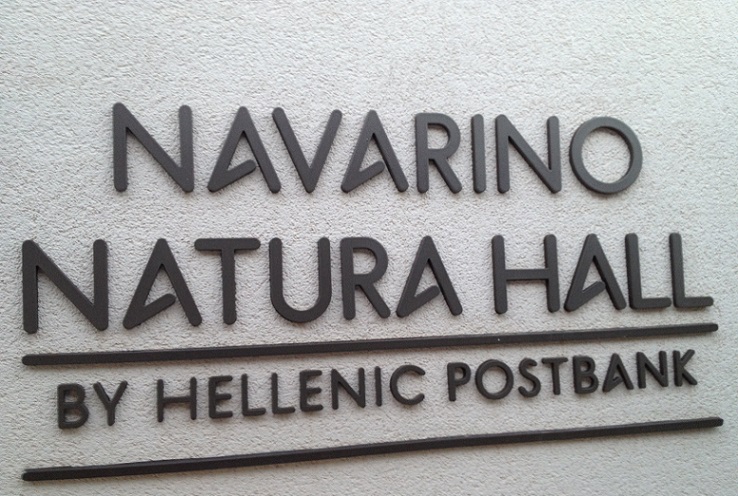 NAVARINO
NATURA HALL
BY HELLENIC POSTBANK